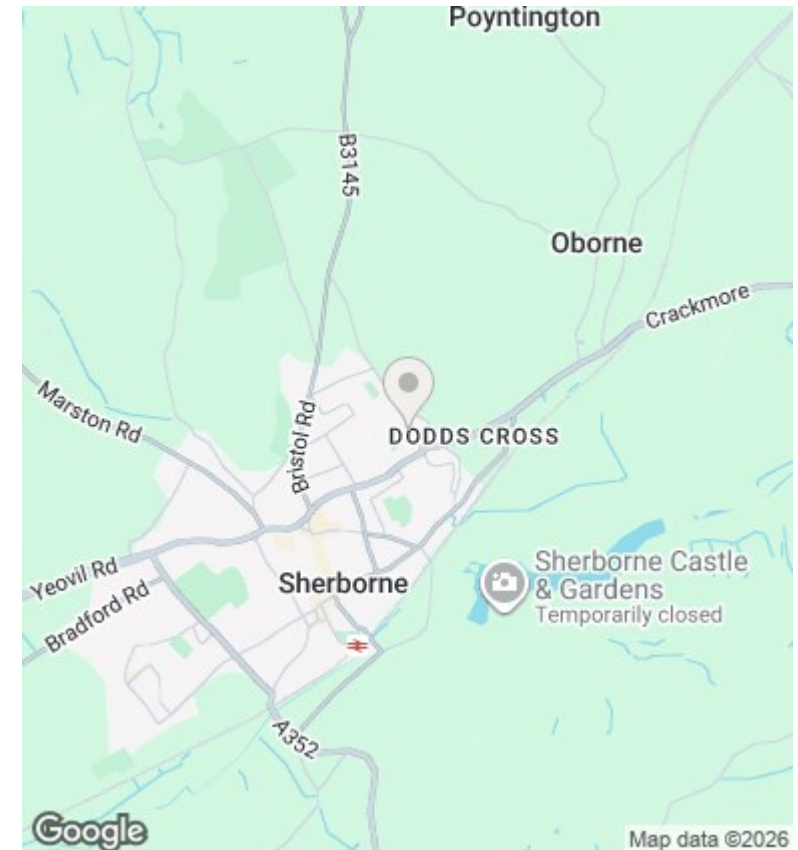 Poyntington
B3145
Oborne
Crackmore
Marston Rd
Bristol Rd
DODDS CROSS
Yeovil Rd
Bradford Rd
Sherborne
Sherborne Castle
& Gardens
Temporarily closed
A352
Google
Map data ©2026